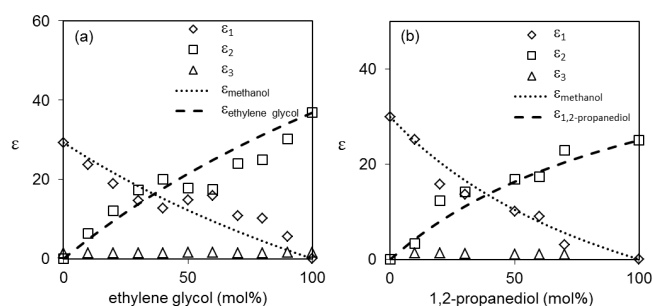 (a)
ε1
ε2
ε3
εmethanol
εethylene glycol
60
40
20
0
ε
0 50 100
ethylene glycol (mol%)
(b)
ε1
ε2
ε3
εmethanol
ε1,2-propanediol
40
20
0
0 50 100
1,2-propanediol (mol%)